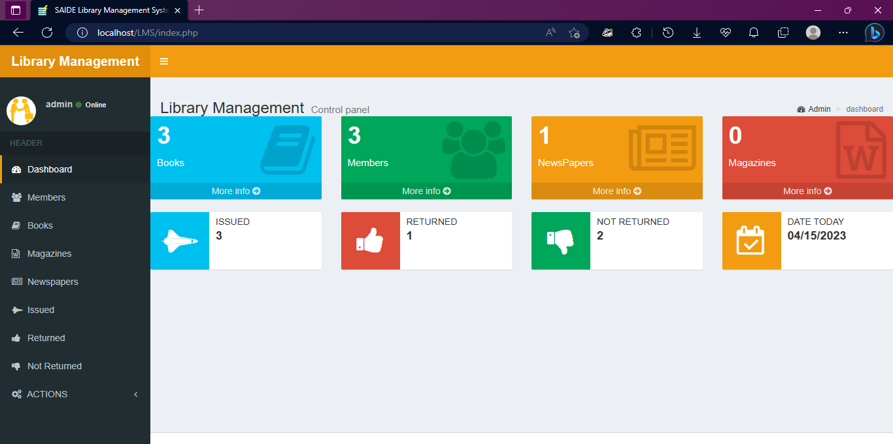 SAIDE Library Management Syste
localhost/LMS/index.php
Library Management
admin Online
HEADER
Dashboard
Members
Books
Magazines
Newspapers
Issued
Returned
Not Returned
ACTIONS
Library Management Control panel
Admin > dashboard
3
Books
More info
3
Members
More info
1
NewsPapers
More info
0
Magazines
More info
ISSUED
3
RETURNED
1
NOT RETURNED
2
DATE TODAY
04/15/2023